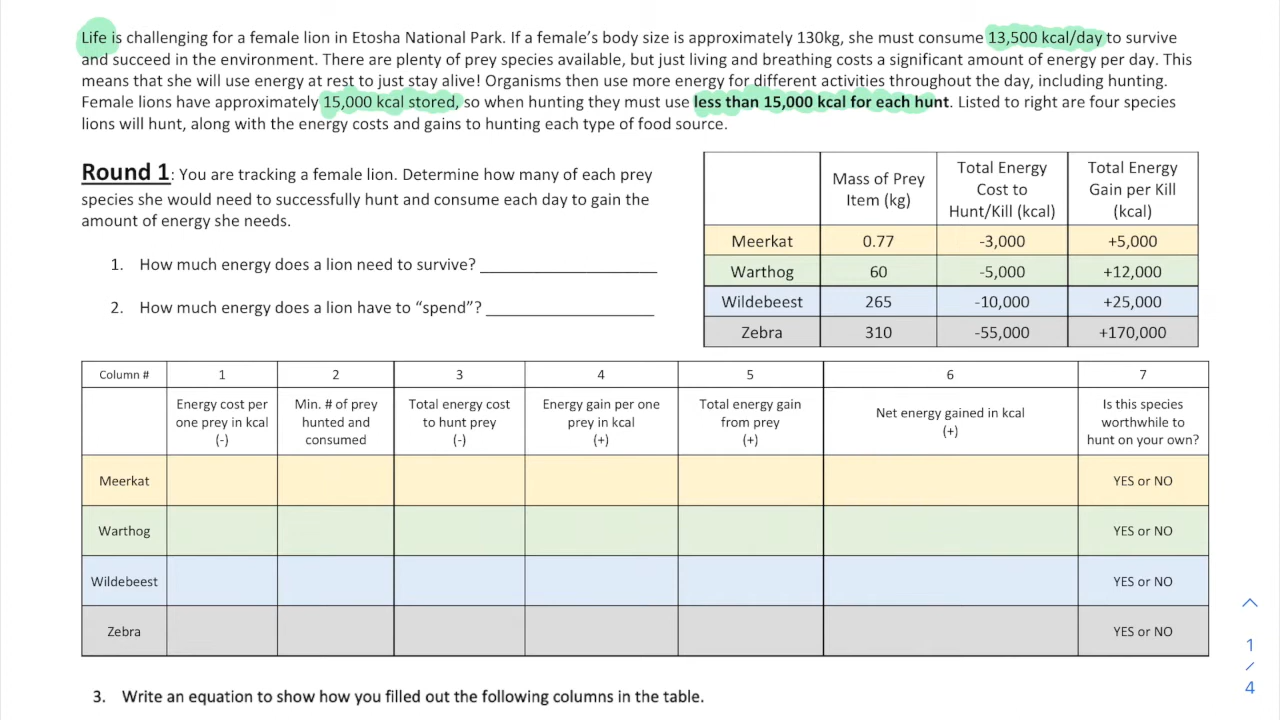 Life is challenging for a female lion in Etosha National Park. If a female's body size is approximately 130kg, she must consume 13,500 kcal/day to survive
and succeed in the environment. There are plenty of prey species available, but just living and breathing costs a significant amount of energy per day. This
means that she will use energy at rest to just stay alive! Organisms then use more energy for different activities throughout the day, including hunting.
Female lions have approximately 15,000 kcal stored, so when hunting they must use less than 15,000 kcal for each hunt. Listed to right are four species
lions will hunt, along with the energy costs and gains to hunting each type of food source.
Round 1: You are tracking a female lion. Determine how many of each prey
species she would need to successfully hunt and consume each day to gain the
amount of energy she needs.
1. How much energy does a lion need to survive? ____________________
2. How much energy does a lion have to “spend”? ___________________
Mass of Prey
Item (kg)
Total Energy
Cost to
Hunt/Kill (kcal)
Total Energy
Gain per Kill
(kcal)
Meerkat 0.77 -3,000 +5,000
Warthog 60 -5,000 +12,000
Wildebeest 265 -10,000 +25,000
Zebra 310 -55,000 +170,000
Column # 1 2 3 4 5 6 7
Energy cost per
one prey in kcal
(-)
Min. # of prey
hunted and
consumed
Total energy cost
to hunt prey
(-)
Energy gain per one
prey in kcal
(+)
Total energy gain
from prey
(+)
Net energy gained in kcal
(+)
Is this species
worthwhile to
hunt on your own?
Meerkat YES or NO
Warthog YES or NO
Wildebeest YES or NO
Zebra YES or NO
3. Write an equation to show how you filled out the following columns in the table.
1
/
4